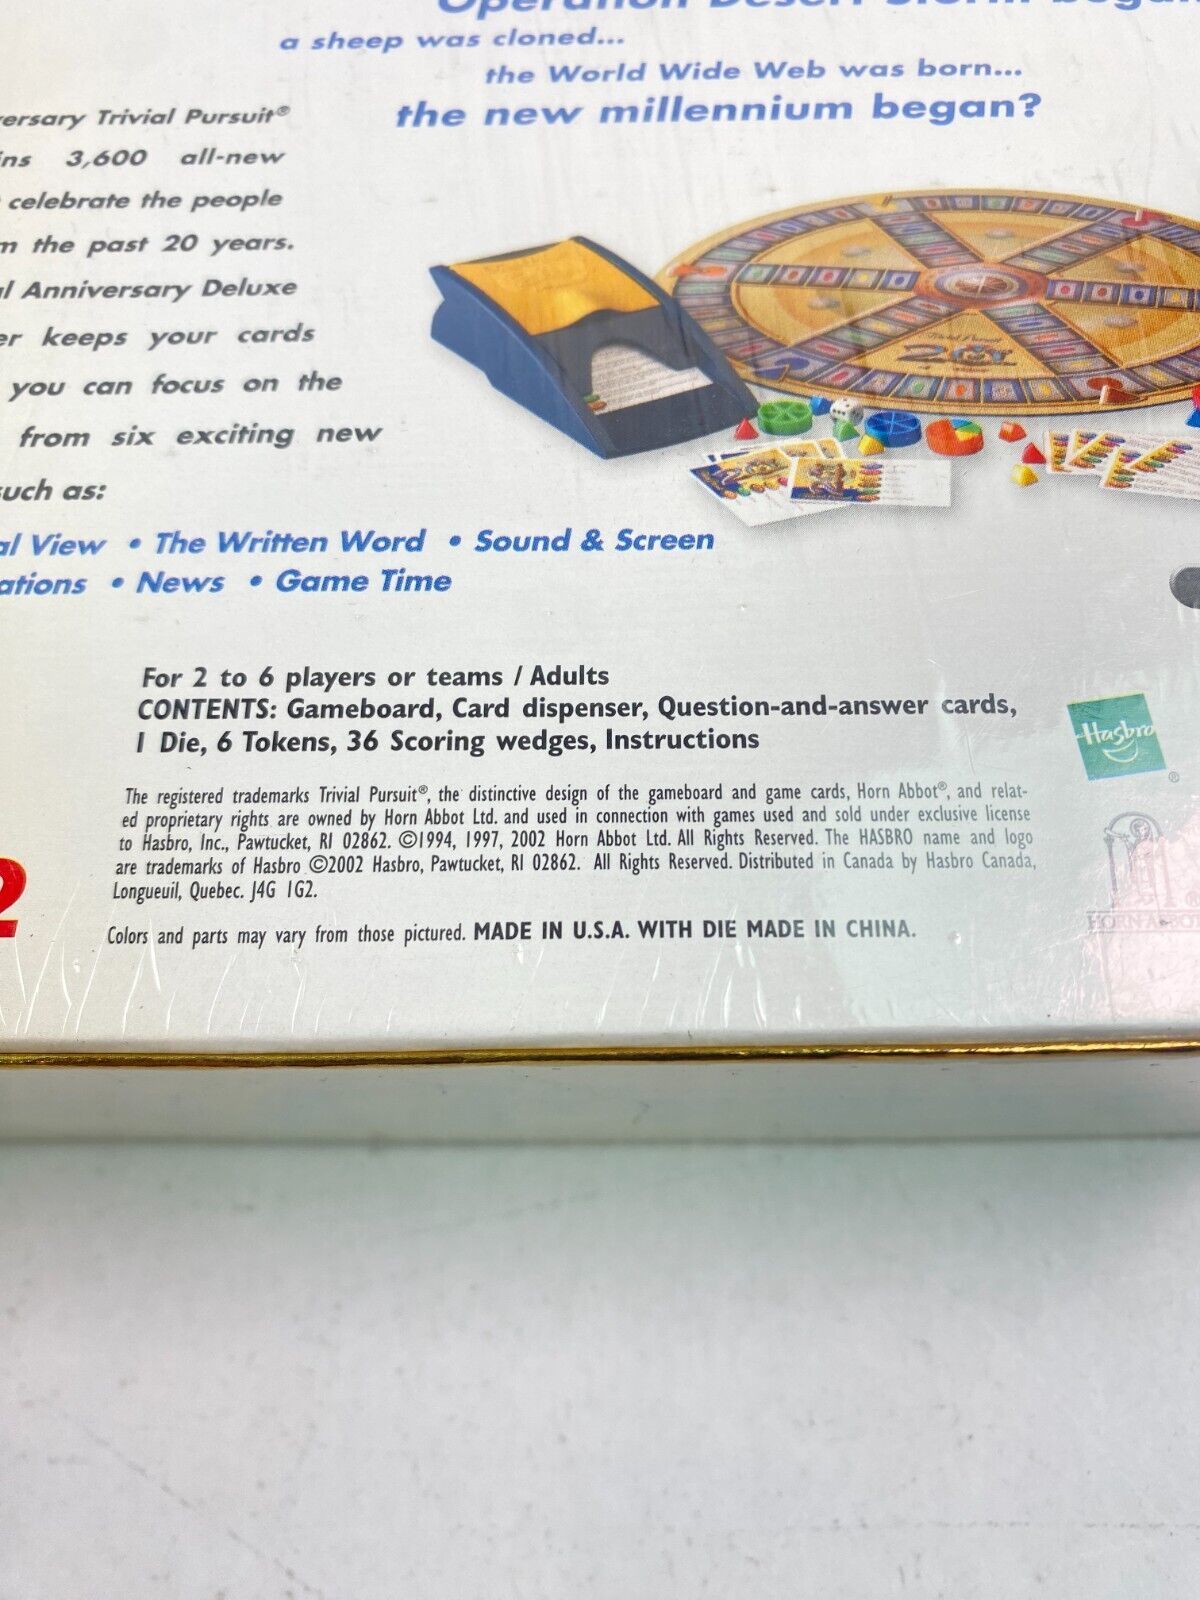 Operation Desert Storm began
a sheep was cloned...
the World Wide Web was born...
the new millennium began?
Trivial Pursuit®
3,600 all-new
celebrate the people
the past 20 years.
Anniversary Deluxe
keeps your cards
you can focus on the
from six exciting new
such as:
View • The Written Word • Sound & Screen
• News • Game Time
For 2 to 6 players or teams / Adults
CONTENTS: Gameboard, Card dispenser, Question-and-answer cards,
1 Die, 6 Tokens, 36 Scoring wedges, Instructions
Hasbro
®
The registered trademarks Trivial Pursuit®, the distinctive design of the gameboard and game cards, Horn Abbot®, and relat-
ed proprietary rights are owned by Horn Abbot Ltd. and used in connection with games used and sold under exclusive license
to Hasbro, Inc., Pawtucket, RI 02862. ©1994, 1997, 2002 Horn Abbot Ltd. All Rights Reserved. The HASBRO name and logo
are trademarks of Hasbro ©2002 Hasbro, Pawtucket, RI 02862. All Rights Reserved. Distributed in Canada by Hasbro Canada,
Longueuil, Quebec. J4G 1G2.
2
Colors and parts may vary from those pictured. MADE IN U.S.A. WITH DIE MADE IN CHINA.